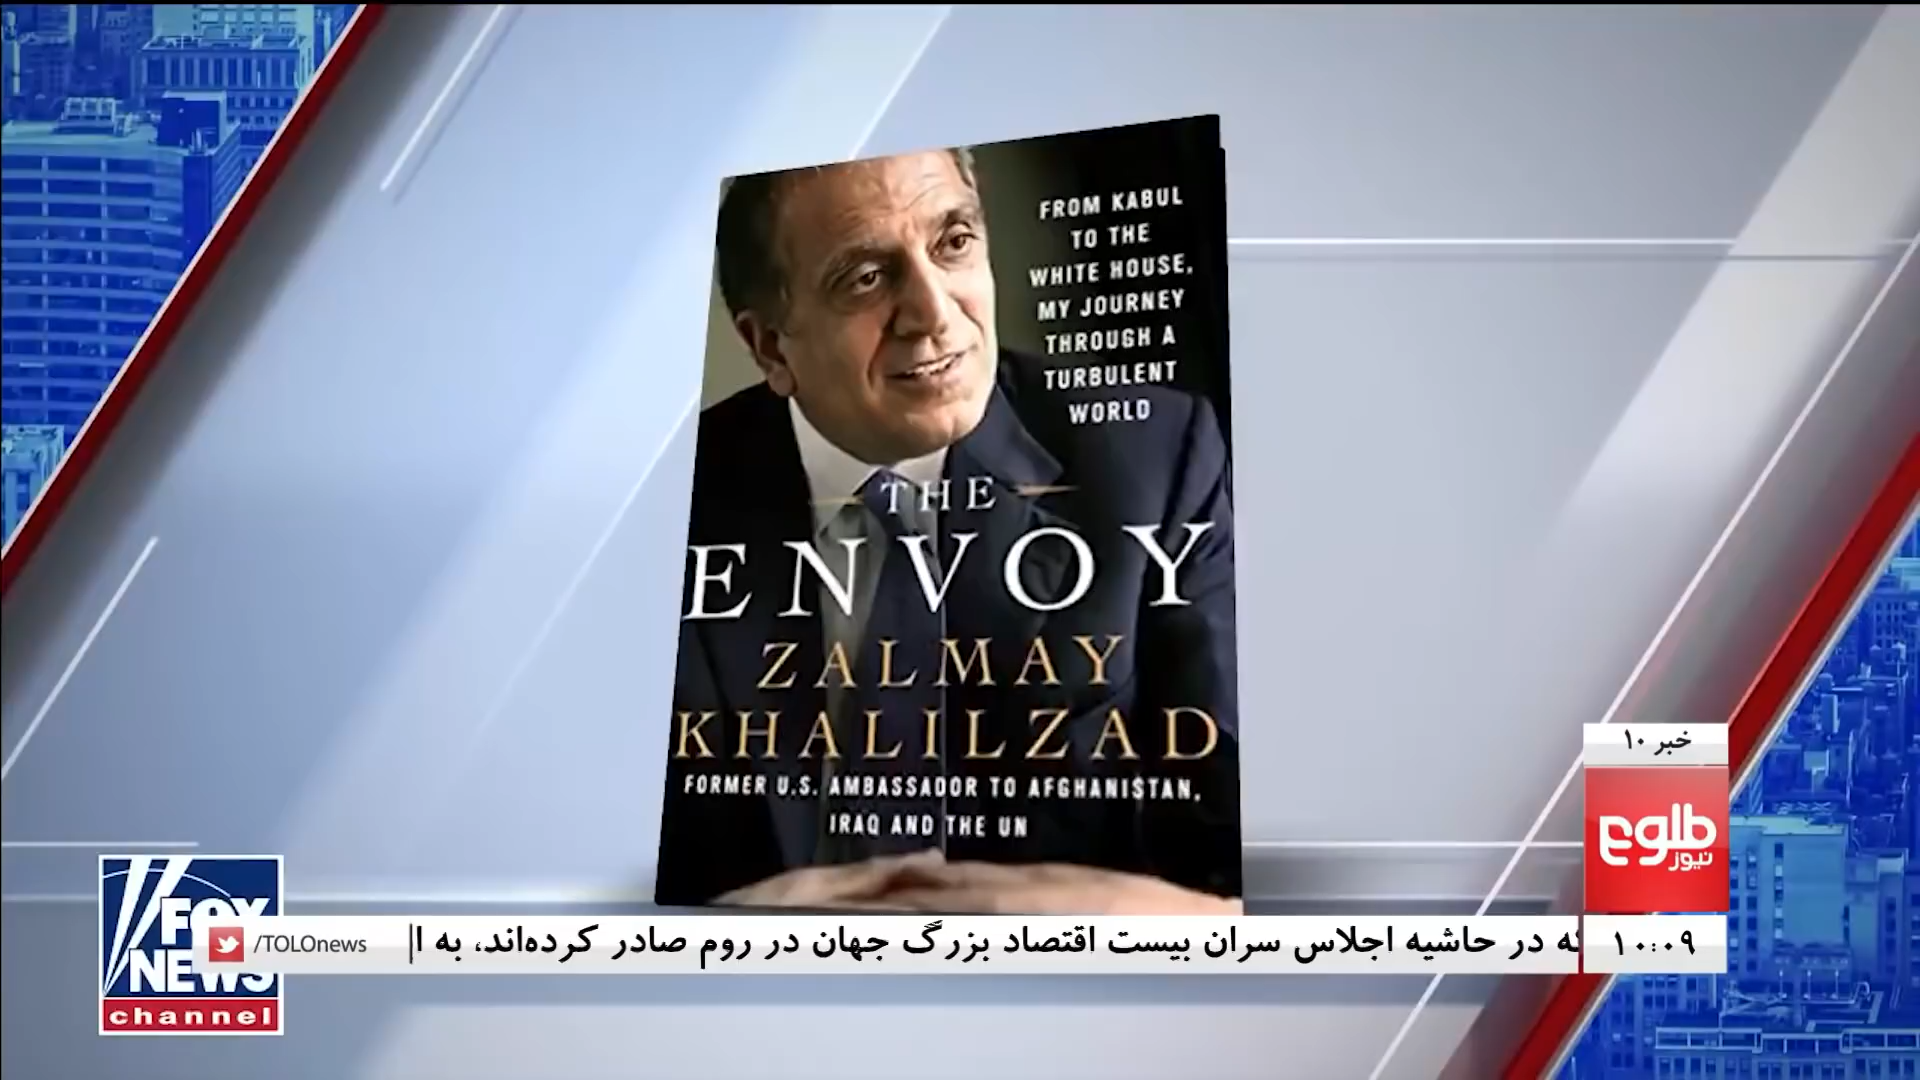 FROM KABUL
TO THE
WHITE HOUSE,
MY JOURNEY
THROUGH A
TURBULENT
WORLD
THE
ENVOY
ZALMAY
KHALILZAD
FORMER U.S. AMBASSADOR TO AFGHANISTAN,
IRAQ AND THE UN
خبر ۱۰
طلوع
نیوز
FOX
NEWS
channel
/TOLOnews
که در حاشیه اجلاس سران بیست اقتصاد بزرگ جهان در روم صادر کرده‌اند، به ا
۱۰:۰۹